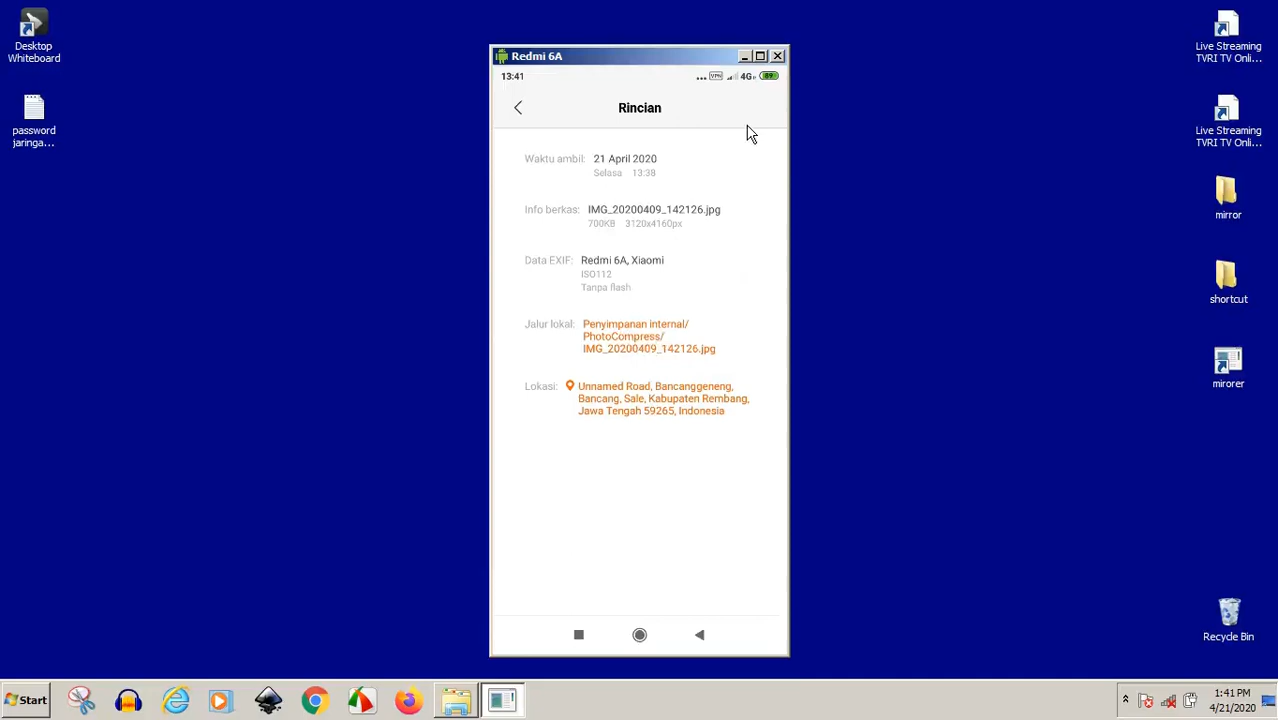 Desktop
Whiteboard
password
jaringa...
Redmi 6A
13:41
VPN
4G
89
Rincian
Waktu ambil: 21 April 2020
Selasa 13:38
Info berkas: IMG_20200409_142126.jpg
700KB 3120x4160px
Data EXIF: Redmi 6A, Xiaomi
ISO112
Tanpa flash
Jalur lokal: Penyimpanan internal/
PhotoCompress/
IMG_20200409_142126.jpg
Lokasi: Unnamed Road, Bancanggeneng,
Bancang, Sale, Kabupaten Rembang,
Jawa Tengah 59265, Indonesia
Live Streaming
TVRI TV Onli...
Live Streaming
TVRI TV Onli...
mirror
shortcut
mirorer
Recycle Bin
Start
1:41 PM
4/21/2020